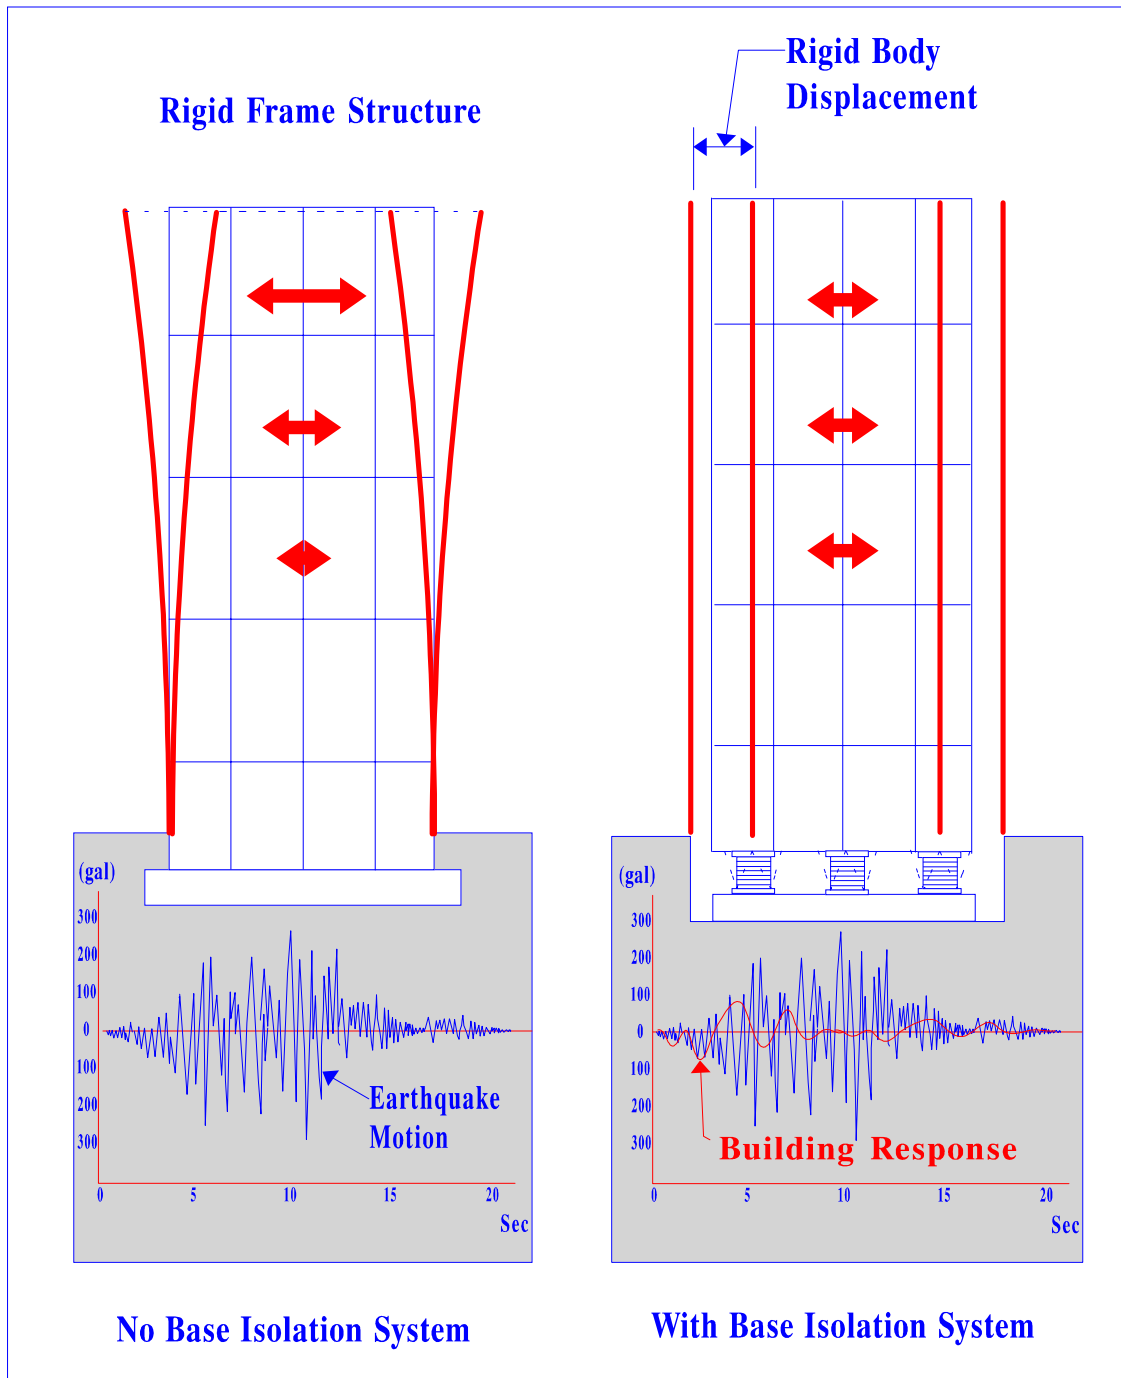 Rigid Body
Displacement
Rigid Frame Structure
(gal)
300
200
100
0
100
200
300
0 5 10 15 20
Sec
Earthquake
Motion
(gal)
300
200
100
0
100
200
300
0 5 10 15 20
Sec
Building Response
No Base Isolation System
With Base Isolation System